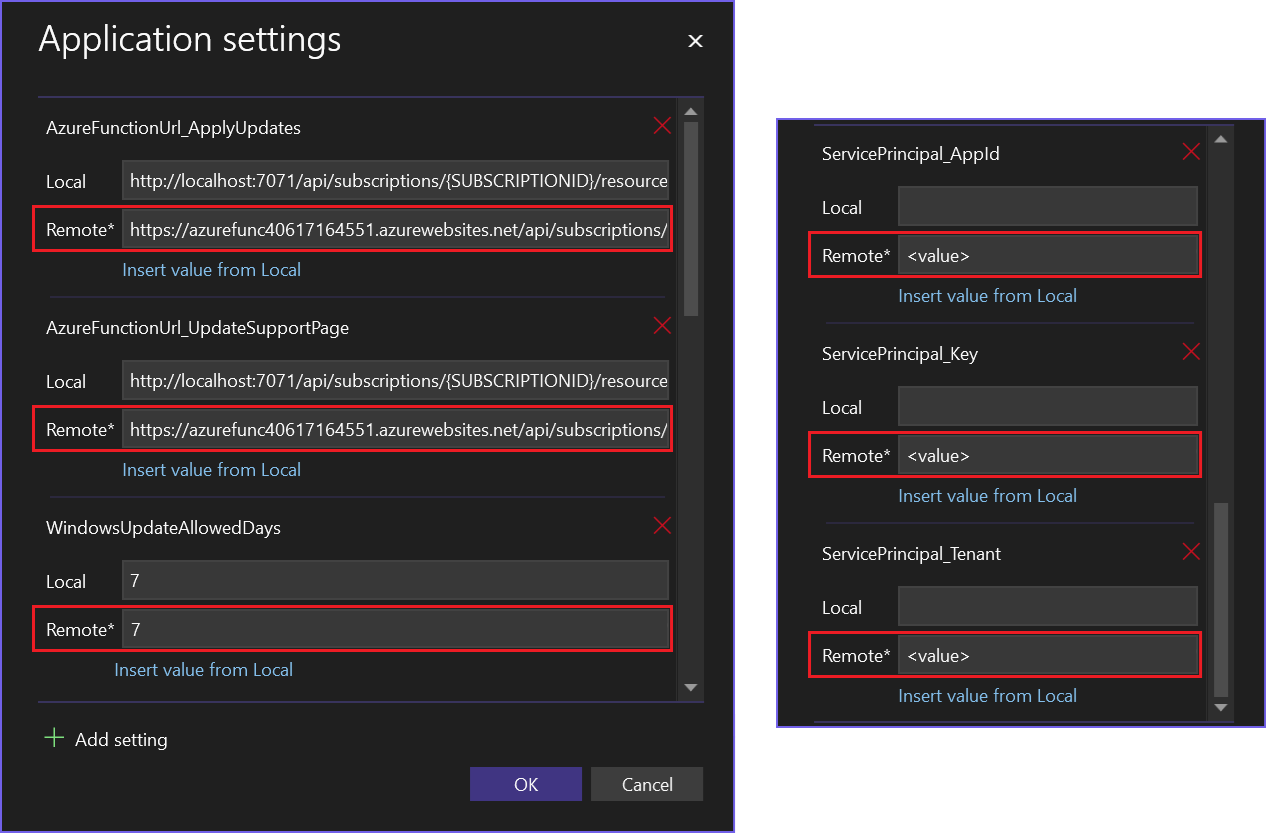 Application settings
AzureFunctionUrl_ApplyUpdates
Local http://localhost:7071/api/subscriptions/{SUBSCRIPTIONID}/resource
Remote* https://azurefunc40617164551.azurewebsites.net/api/subscriptions/
Insert value from Local
AzureFunctionUrl_UpdateSupportPage
Local http://localhost:7071/api/subscriptions/{SUBSCRIPTIONID}/resource
Remote* https://azurefunc40617164551.azurewebsites.net/api/subscriptions/
Insert value from Local
WindowsUpdateAllowedDays
Local 7
Remote* 7
Insert value from Local
Add setting
OK Cancel
ServicePrincipal_AppId
Local
Remote* <value>
Insert value from Local
ServicePrincipal_Key
Local
Remote* <value>
Insert value from Local
ServicePrincipal_Tenant
Local
Remote* <value>
Insert value from Local